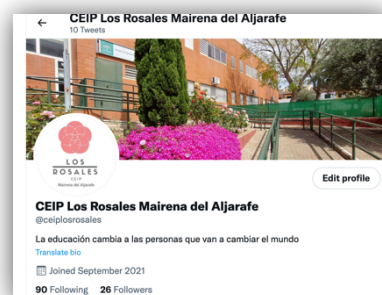 CEIP Los Rosales Mairena del Aljarafe
10 Tweets
LOS
ROSALES
CEIP
Mairena del Aljarafe
Edit profile
CEIP Los Rosales Mairena del Aljarafe
@ceiplosrosales
La educación cambia a las personas que van a cambiar el mundo
Translate bio
Joined September 2021
90 Following 26 Followers